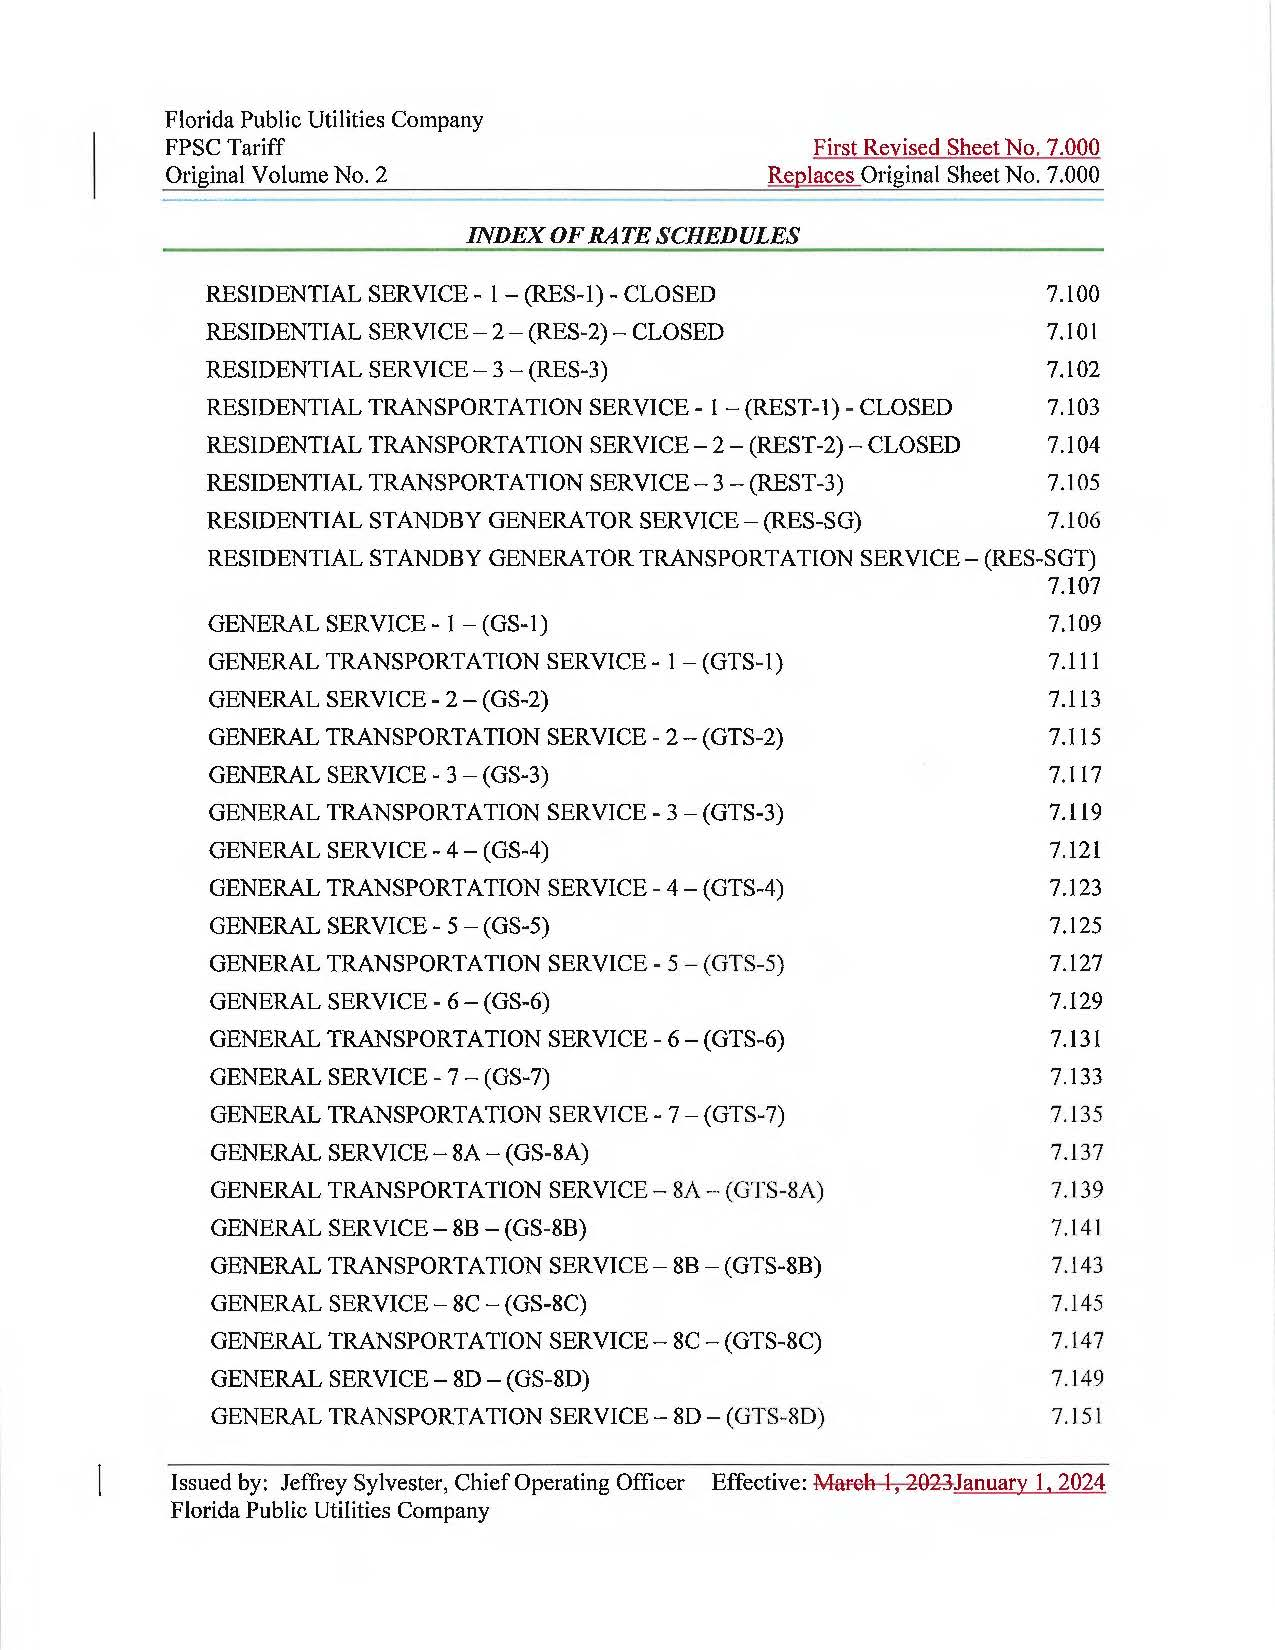 Florida Public Utilities Company
FPSC Tariff First Revised Sheet No. 7.000
Original Volume No. 2 Replaces Original Sheet No. 7.000
INDEX OF RATE SCHEDULES
RESIDENTIAL SERVICE - 1 – (RES-1) - CLOSED 7.100
RESIDENTIAL SERVICE – 2 – (RES-2) – CLOSED 7.101
RESIDENTIAL SERVICE – 3 – (RES-3) 7.102
RESIDENTIAL TRANSPORTATION SERVICE - 1 – (REST-1) - CLOSED 7.103
RESIDENTIAL TRANSPORTATION SERVICE – 2 – (REST-2) – CLOSED 7.104
RESIDENTIAL TRANSPORTATION SERVICE – 3 – (REST-3) 7.105
RESIDENTIAL STANDBY GENERATOR SERVICE – (RES-SG) 7.106
RESIDENTIAL STANDBY GENERATOR TRANSPORTATION SERVICE – (RES-SGT)
7.107
GENERAL SERVICE - 1 – (GS-1) 7.109
GENERAL TRANSPORTATION SERVICE - 1 – (GTS-1) 7.111
GENERAL SERVICE - 2 – (GS-2) 7.113
GENERAL TRANSPORTATION SERVICE - 2 – (GTS-2) 7.115
GENERAL SERVICE - 3 – (GS-3) 7.117
GENERAL TRANSPORTATION SERVICE - 3 – (GTS-3) 7.119
GENERAL SERVICE - 4 – (GS-4) 7.121
GENERAL TRANSPORTATION SERVICE - 4 – (GTS-4) 7.123
GENERAL SERVICE - 5 – (GS-5) 7.125
GENERAL TRANSPORTATION SERVICE - 5 – (GTS-5) 7.127
GENERAL SERVICE - 6 – (GS-6) 7.129
GENERAL TRANSPORTATION SERVICE - 6 – (GTS-6) 7.131
GENERAL SERVICE - 7 – (GS-7) 7.133
GENERAL TRANSPORTATION SERVICE - 7 – (GTS-7) 7.135
GENERAL SERVICE – 8A – (GS-8A) 7.137
GENERAL TRANSPORTATION SERVICE – 8A – (GTS-8A) 7.139
GENERAL SERVICE – 8B – (GS-8B) 7.141
GENERAL TRANSPORTATION SERVICE – 8B – (GTS-8B) 7.143
GENERAL SERVICE – 8C – (GS-8C) 7.145
GENERAL TRANSPORTATION SERVICE – 8C – (GTS-8C) 7.147
GENERAL SERVICE – 8D – (GS-8D) 7.149
GENERAL TRANSPORTATION SERVICE – 8D – (GTS-8D) 7.151
Issued by: Jeffrey Sylvester, Chief Operating Officer Effective: March 1, 2023January 1, 2024
Florida Public Utilities Company